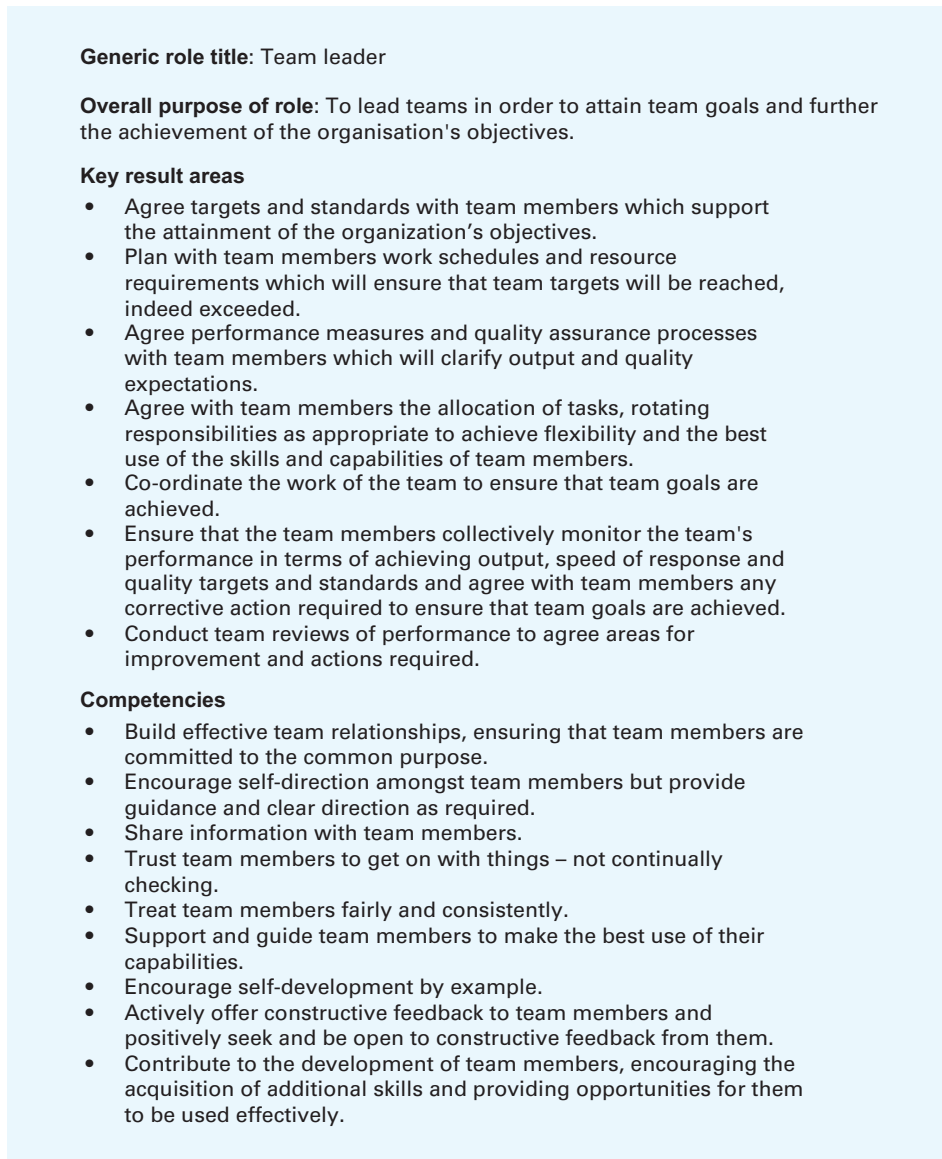 Generic role title: Team leader
Overall purpose of role: To lead teams in order to attain team goals and further
the achievement of the organisation's objectives.
Key result areas
• Agree targets and standards with team members which support
the attainment of the organization’s objectives.
• Plan with team members work schedules and resource
requirements which will ensure that team targets will be reached,
indeed exceeded.
• Agree performance measures and quality assurance processes
with team members which will clarify output and quality
expectations.
• Agree with team members the allocation of tasks, rotating
responsibilities as appropriate to achieve flexibility and the best
use of the skills and capabilities of team members.
• Co-ordinate the work of the team to ensure that team goals are
achieved.
• Ensure that the team members collectively monitor the team's
performance in terms of achieving output, speed of response and
quality targets and standards and agree with team members any
corrective action required to ensure that team goals are achieved.
• Conduct team reviews of performance to agree areas for
improvement and actions required.
Competencies
• Build effective team relationships, ensuring that team members are
committed to the common purpose.
• Encourage self-direction amongst team members but provide
guidance and clear direction as required.
• Share information with team members.
• Trust team members to get on with things – not continually
checking.
• Treat team members fairly and consistently.
• Support and guide team members to make the best use of their
capabilities.
• Encourage self-development by example.
• Actively offer constructive feedback to team members and
positively seek and be open to constructive feedback from them.
• Contribute to the development of team members, encouraging the
acquisition of additional skills and providing opportunities for them
to be used effectively.